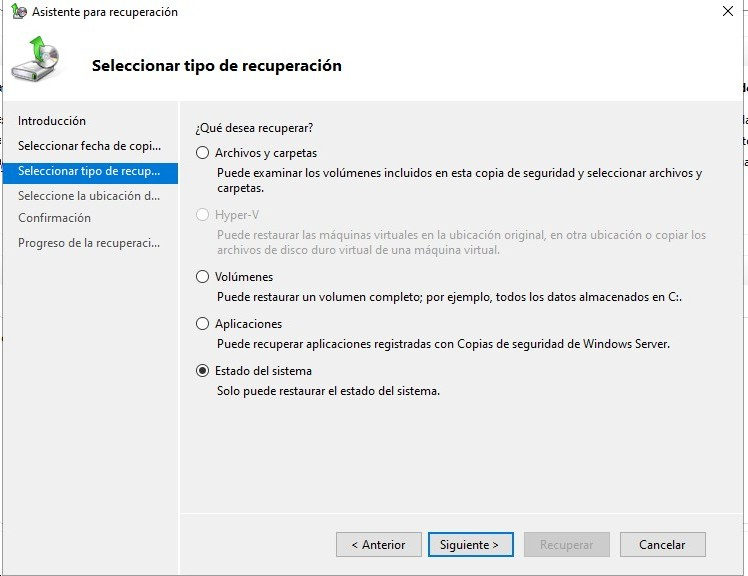 Asistente para recuperación
Seleccionar tipo de recuperación
Introducción
Seleccionar fecha de copi...
Seleccionar tipo de recup...
Seleccione la ubicación d...
Confirmación
Progreso de la recuperaci...
¿Qué desea recuperar?
Archivos y carpetas
Puede examinar los volúmenes incluidos en esta copia de seguridad y seleccionar archivos y
carpetas.
Hyper-V
Puede restaurar las máquinas virtuales en la ubicación original, en otra ubicación o copiar los
archivos de disco duro virtual de una máquina virtual.
Volúmenes
Puede restaurar un volumen completo; por ejemplo, todos los datos almacenados en C:.
Aplicaciones
Puede recuperar aplicaciones registradas con Copias de seguridad de Windows Server.
Estado del sistema
Solo puede restaurar el estado del sistema.
< Anterior
Siguiente >
Recuperar
Cancelar